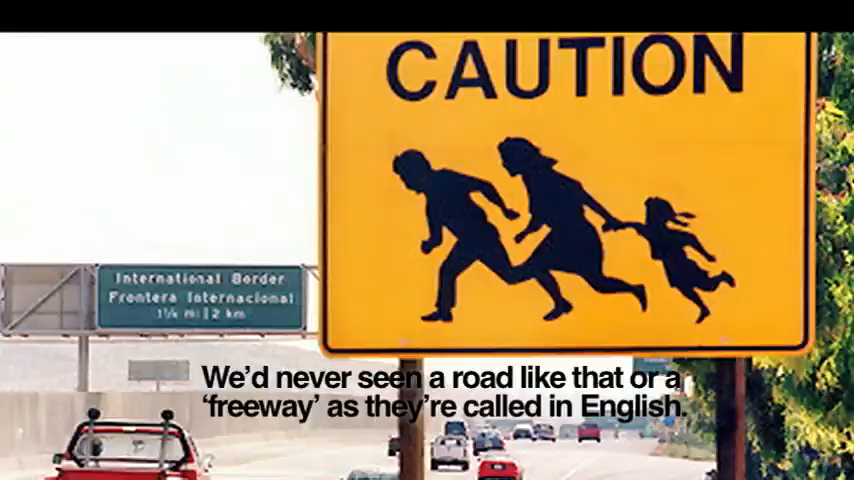 CAUTION
International Border
Frontera Internacional
1¼ mi | 2 km
We'd never seen a road like that or a
'freeway' as they're called in English.